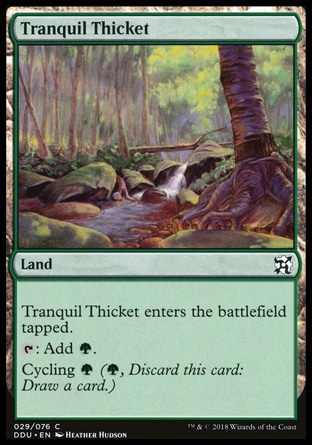 Tranquil Thicket
Land
Tranquil Thicket enters the battlefield
tapped.
: Add .
Cycling (, Discard this card:
Draw a card.)
029/076 C
DDU • EN Heather Hudson
™ & © 2018 Wizards of the Coast